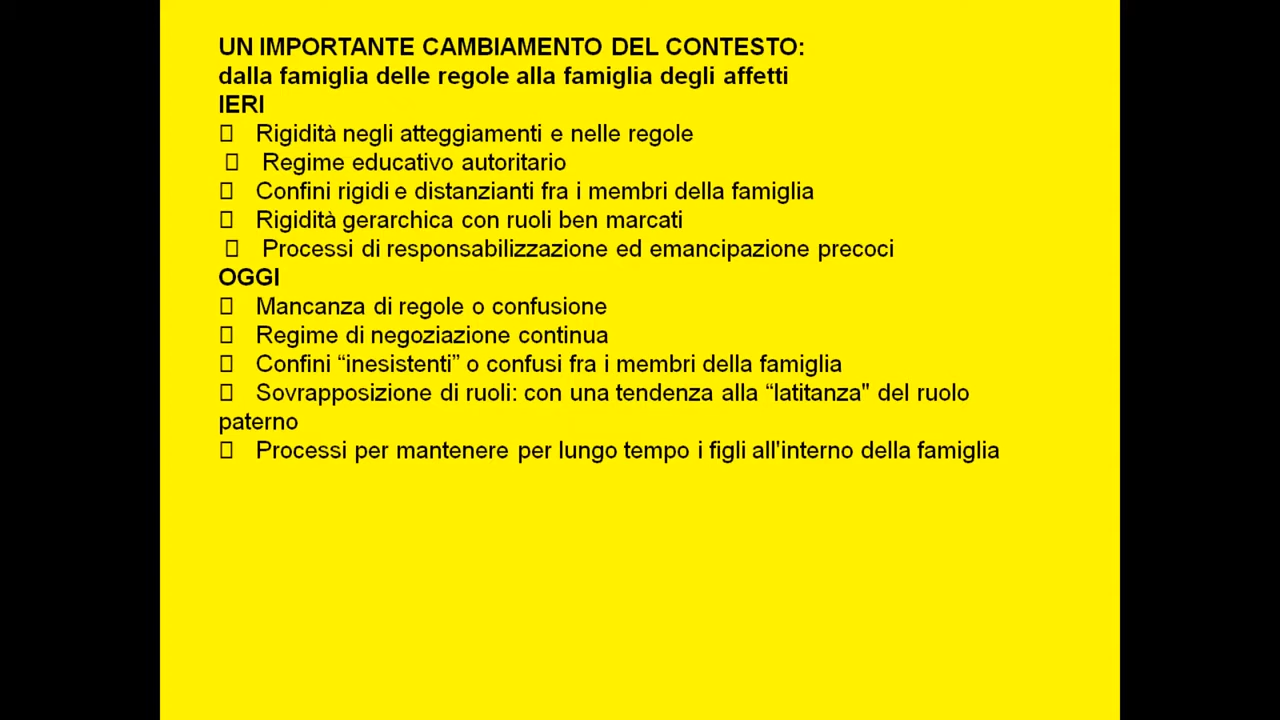 UN IMPORTANTE CAMBIAMENTO DEL CONTESTO:
dalla famiglia delle regole alla famiglia degli affetti
IERI
▯ Rigidità negli atteggiamenti e nelle regole
▯ Regime educativo autoritario
▯ Confini rigidi e distanzianti fra i membri della famiglia
▯ Rigidità gerarchica con ruoli ben marcati
▯ Processi di responsabilizzazione ed emancipazione precoci
OGGI
▯ Mancanza di regole o confusione
▯ Regime di negoziazione continua
▯ Confini “inesistenti” o confusi fra i membri della famiglia
▯ Sovrapposizione di ruoli: con una tendenza alla “latitanza" del ruolo
paterno
▯ Processi per mantenere per lungo tempo i figli all'interno della famiglia